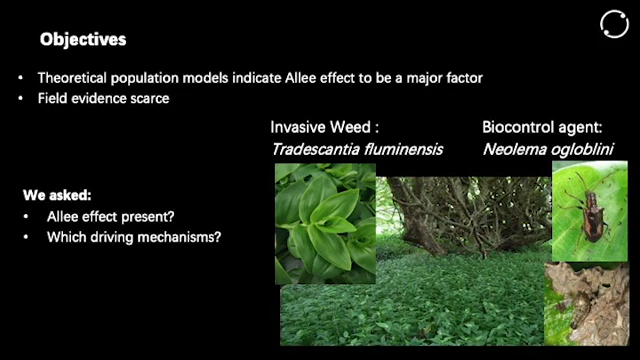 Objectives
• Theoretical population models indicate Allee effect to be a major factor
• Field evidence scarce
Invasive Weed :
Tradescantia fluminensis
Biocontrol agent:
Neolema ogloblini
We asked:
• Allee effect present?
• Which driving mechanisms?